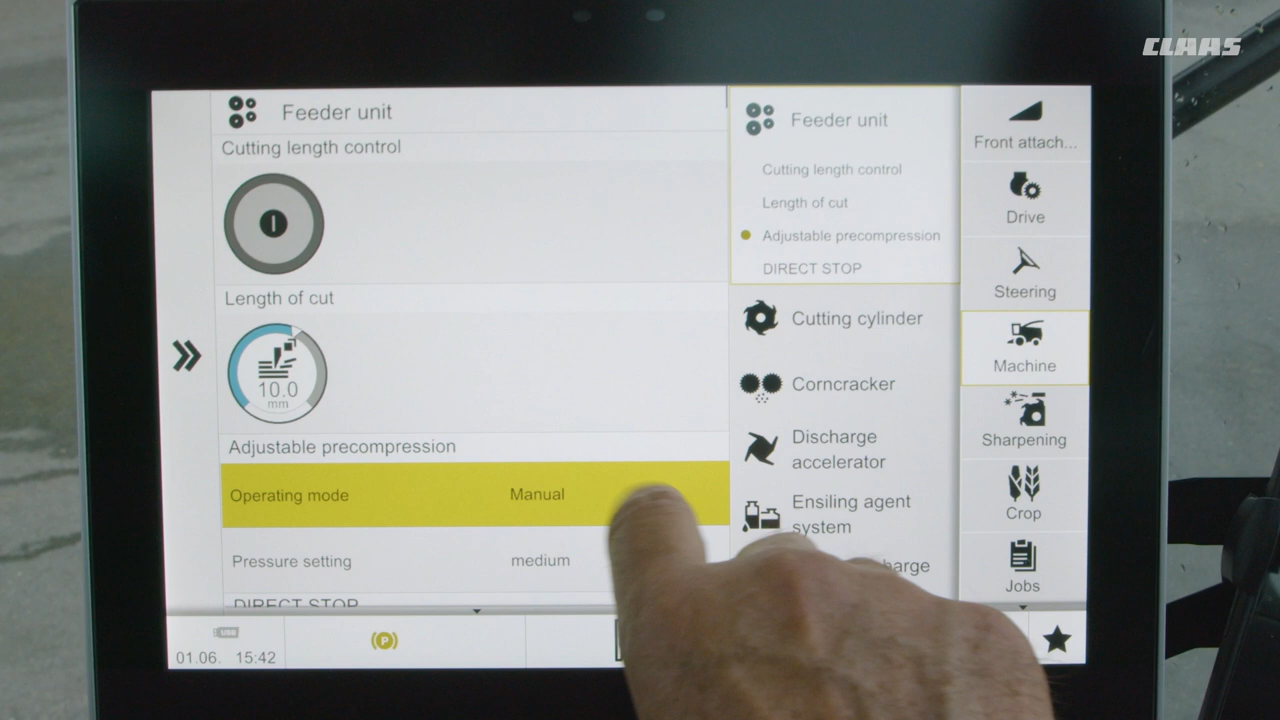 CLAAS
Feeder unit
Cutting length control
Length of cut
10.0
mm
Adjustable precompression
Operating mode Manual
Pressure setting medium
DIRECT STOP
Feeder unit
Cutting length control
Length of cut
Adjustable precompression
DIRECT STOP
Cutting cylinder
Corncracker
Discharge
accelerator
Ensiling agent
system
Front attach...
Drive
Steering
Machine
Sharpening
Crop
Jobs
USB
01.06. 15:42
P